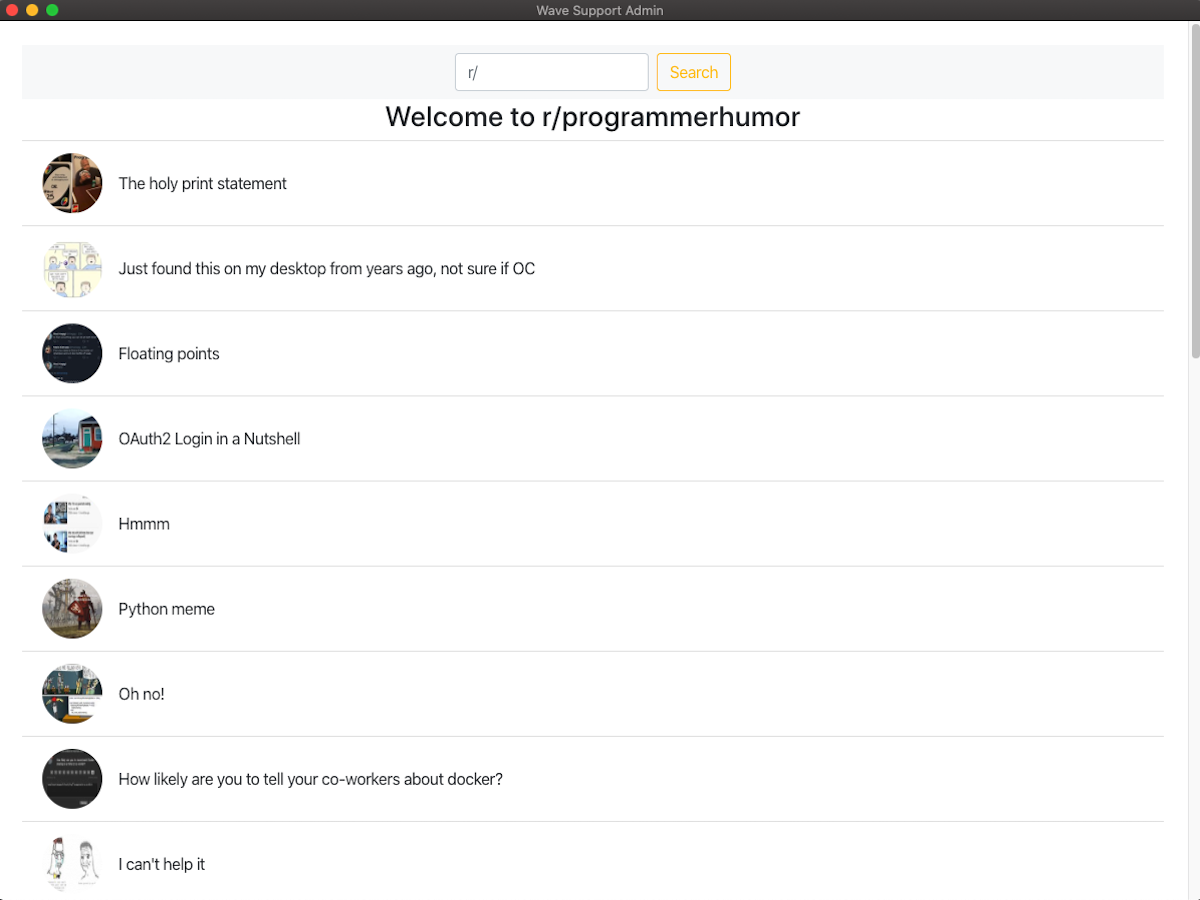 Wave Support Admin
r/
Search
Welcome to r/programmerhumor
The holy print statement
Just found this on my desktop from years ago, not sure if OC
Floating points
OAuth2 Login in a Nutshell
Hmmm
Python meme
Oh no!
How likely are you to tell your co-workers about docker?
I can't help it